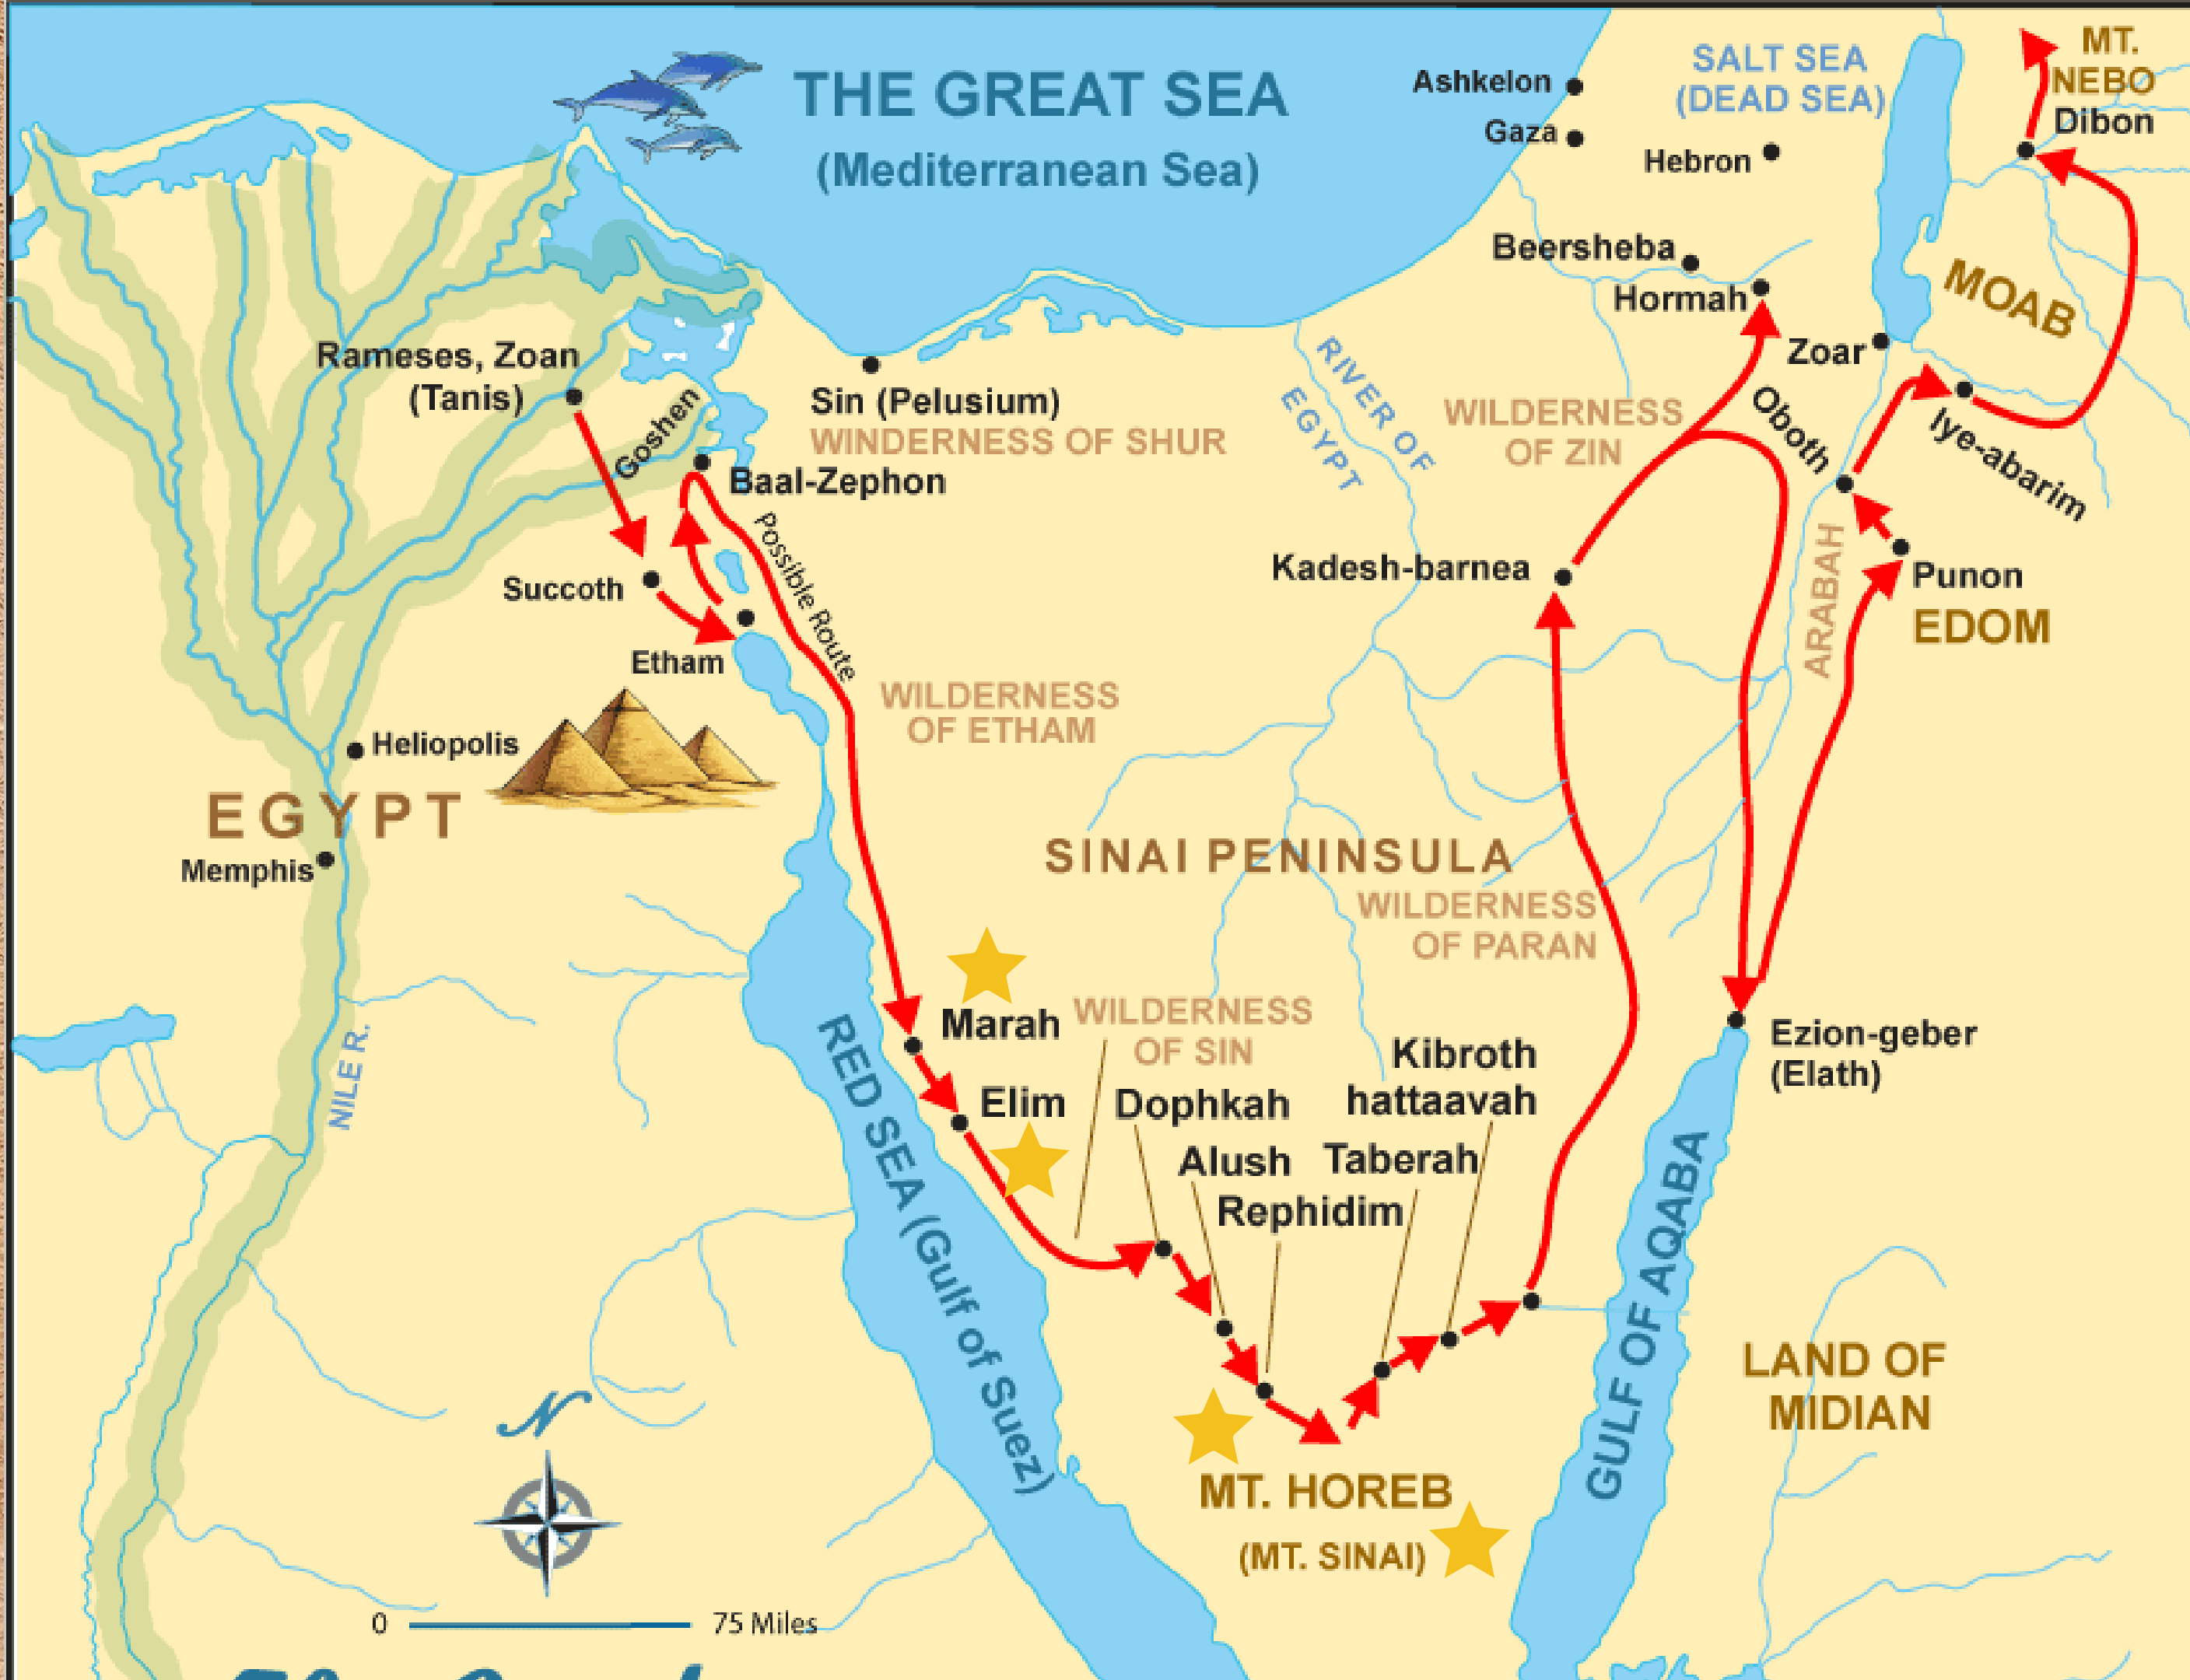 THE GREAT SEA
(Mediterranean Sea)
Ashkelon
Gaza
SALT SEA
(DEAD SEA)
Hebron
MT.
NEBO
Dibon
Beersheba
Hormah
MOAB
Zoar
Oboth
Iye-abarim
Rameses, Zoan
(Tanis)
Goshen
Sin (Pelusium)
WINDERNESS OF SHUR
RIVER OF
EGYPT
WILDERNESS
OF ZIN
Baal-Zephon
Possible Route
Succoth
Etham
Kadesh-barnea
ARABAH
Punon
EDOM
WILDERNESS
OF ETHAM
Heliopolis
EGYPT
Memphis
SINAI PENINSULA
WILDERNESS
OF PARAN
NILE R.
RED SEA (Gulf of Suez)
Marah
WILDERNESS
OF SIN
Elim
Dophkah
Kibroth
hattaavah
Alush
Taberah
Rephidim
Ezion-geber
(Elath)
GULF OF AQABA
LAND OF
MIDIAN
MT. HOREB
(MT. SINAI)
N
0 75 Miles